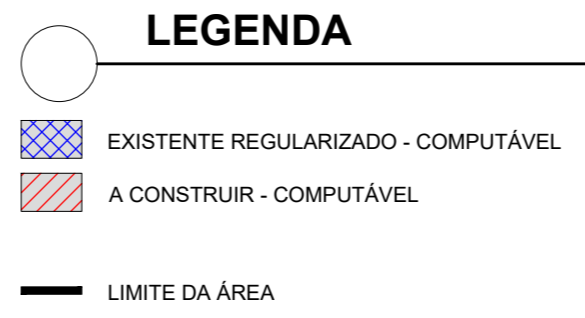 LEGENDA
EXISTENTE REGULARIZADO - COMPUTÁVEL
A CONSTRUIR - COMPUTÁVEL
LIMITE DA ÁREA